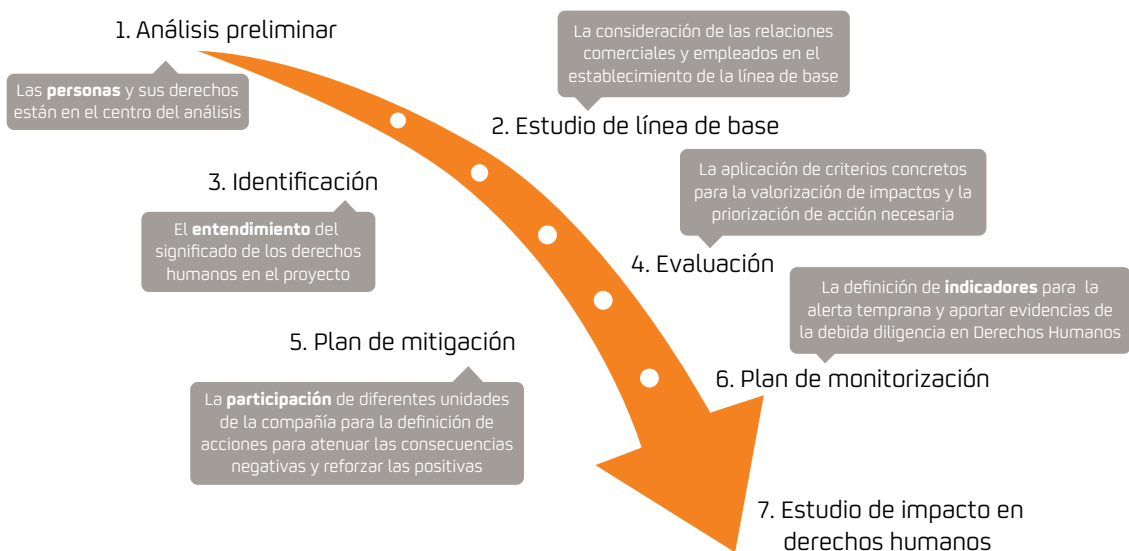 1. Análisis preliminar
Las personas y sus derechos
están en el centro del análisis
La consideración de las relaciones
comerciales y empleados en el
establecimiento de la línea de base
2. Estudio de línea de base
3. Identificación
El entendimiento del
significado de los derechos
humanos en el proyecto
La aplicación de criterios concretos
para la valorización de impactos y la
priorización de acción necesaria
4. Evaluación
5. Plan de mitigación
La participación de diferentes unidades
de la compañía para la definición de
acciones para atenuar las consecuencias
negativas y reforzar las positivas
La definición de indicadores para la
alerta temprana y aportar evidencias de
la debida diligencia en Derechos Humanos
6. Plan de monitorización
7. Estudio de impacto en
derechos humanos